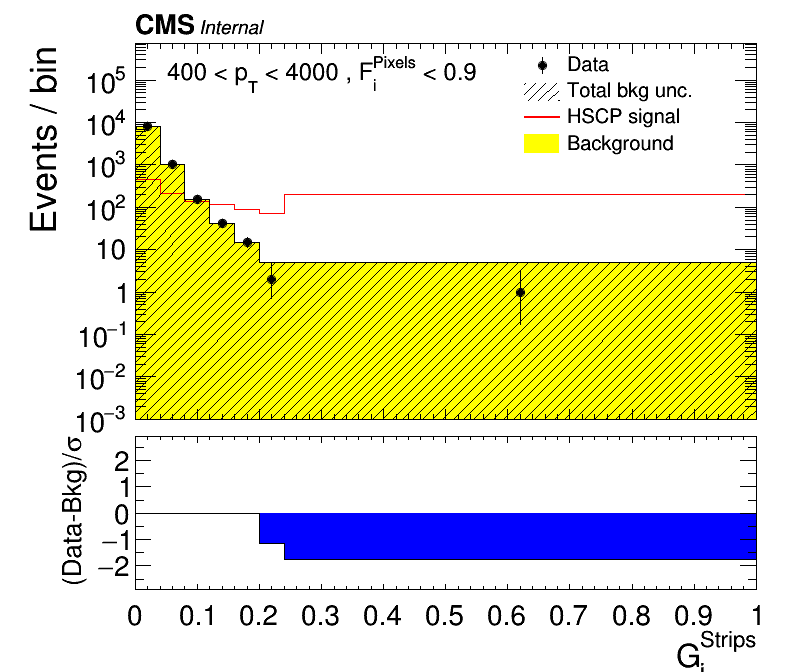 CMS Internal
400 < p_T < 4000 , F_i^Pixels < 0.9
Data
Total bkg unc.
HSCP signal
Background
Events / bin
10^5
10^4
10^3
10^2
10
1
10^−1
10^−2
10^−3
(Data-Bkg)/σ
2
1
0
−1
−2
0 0.1 0.2 0.3 0.4 0.5 0.6 0.7 0.8 0.9 1
G_i^Strips